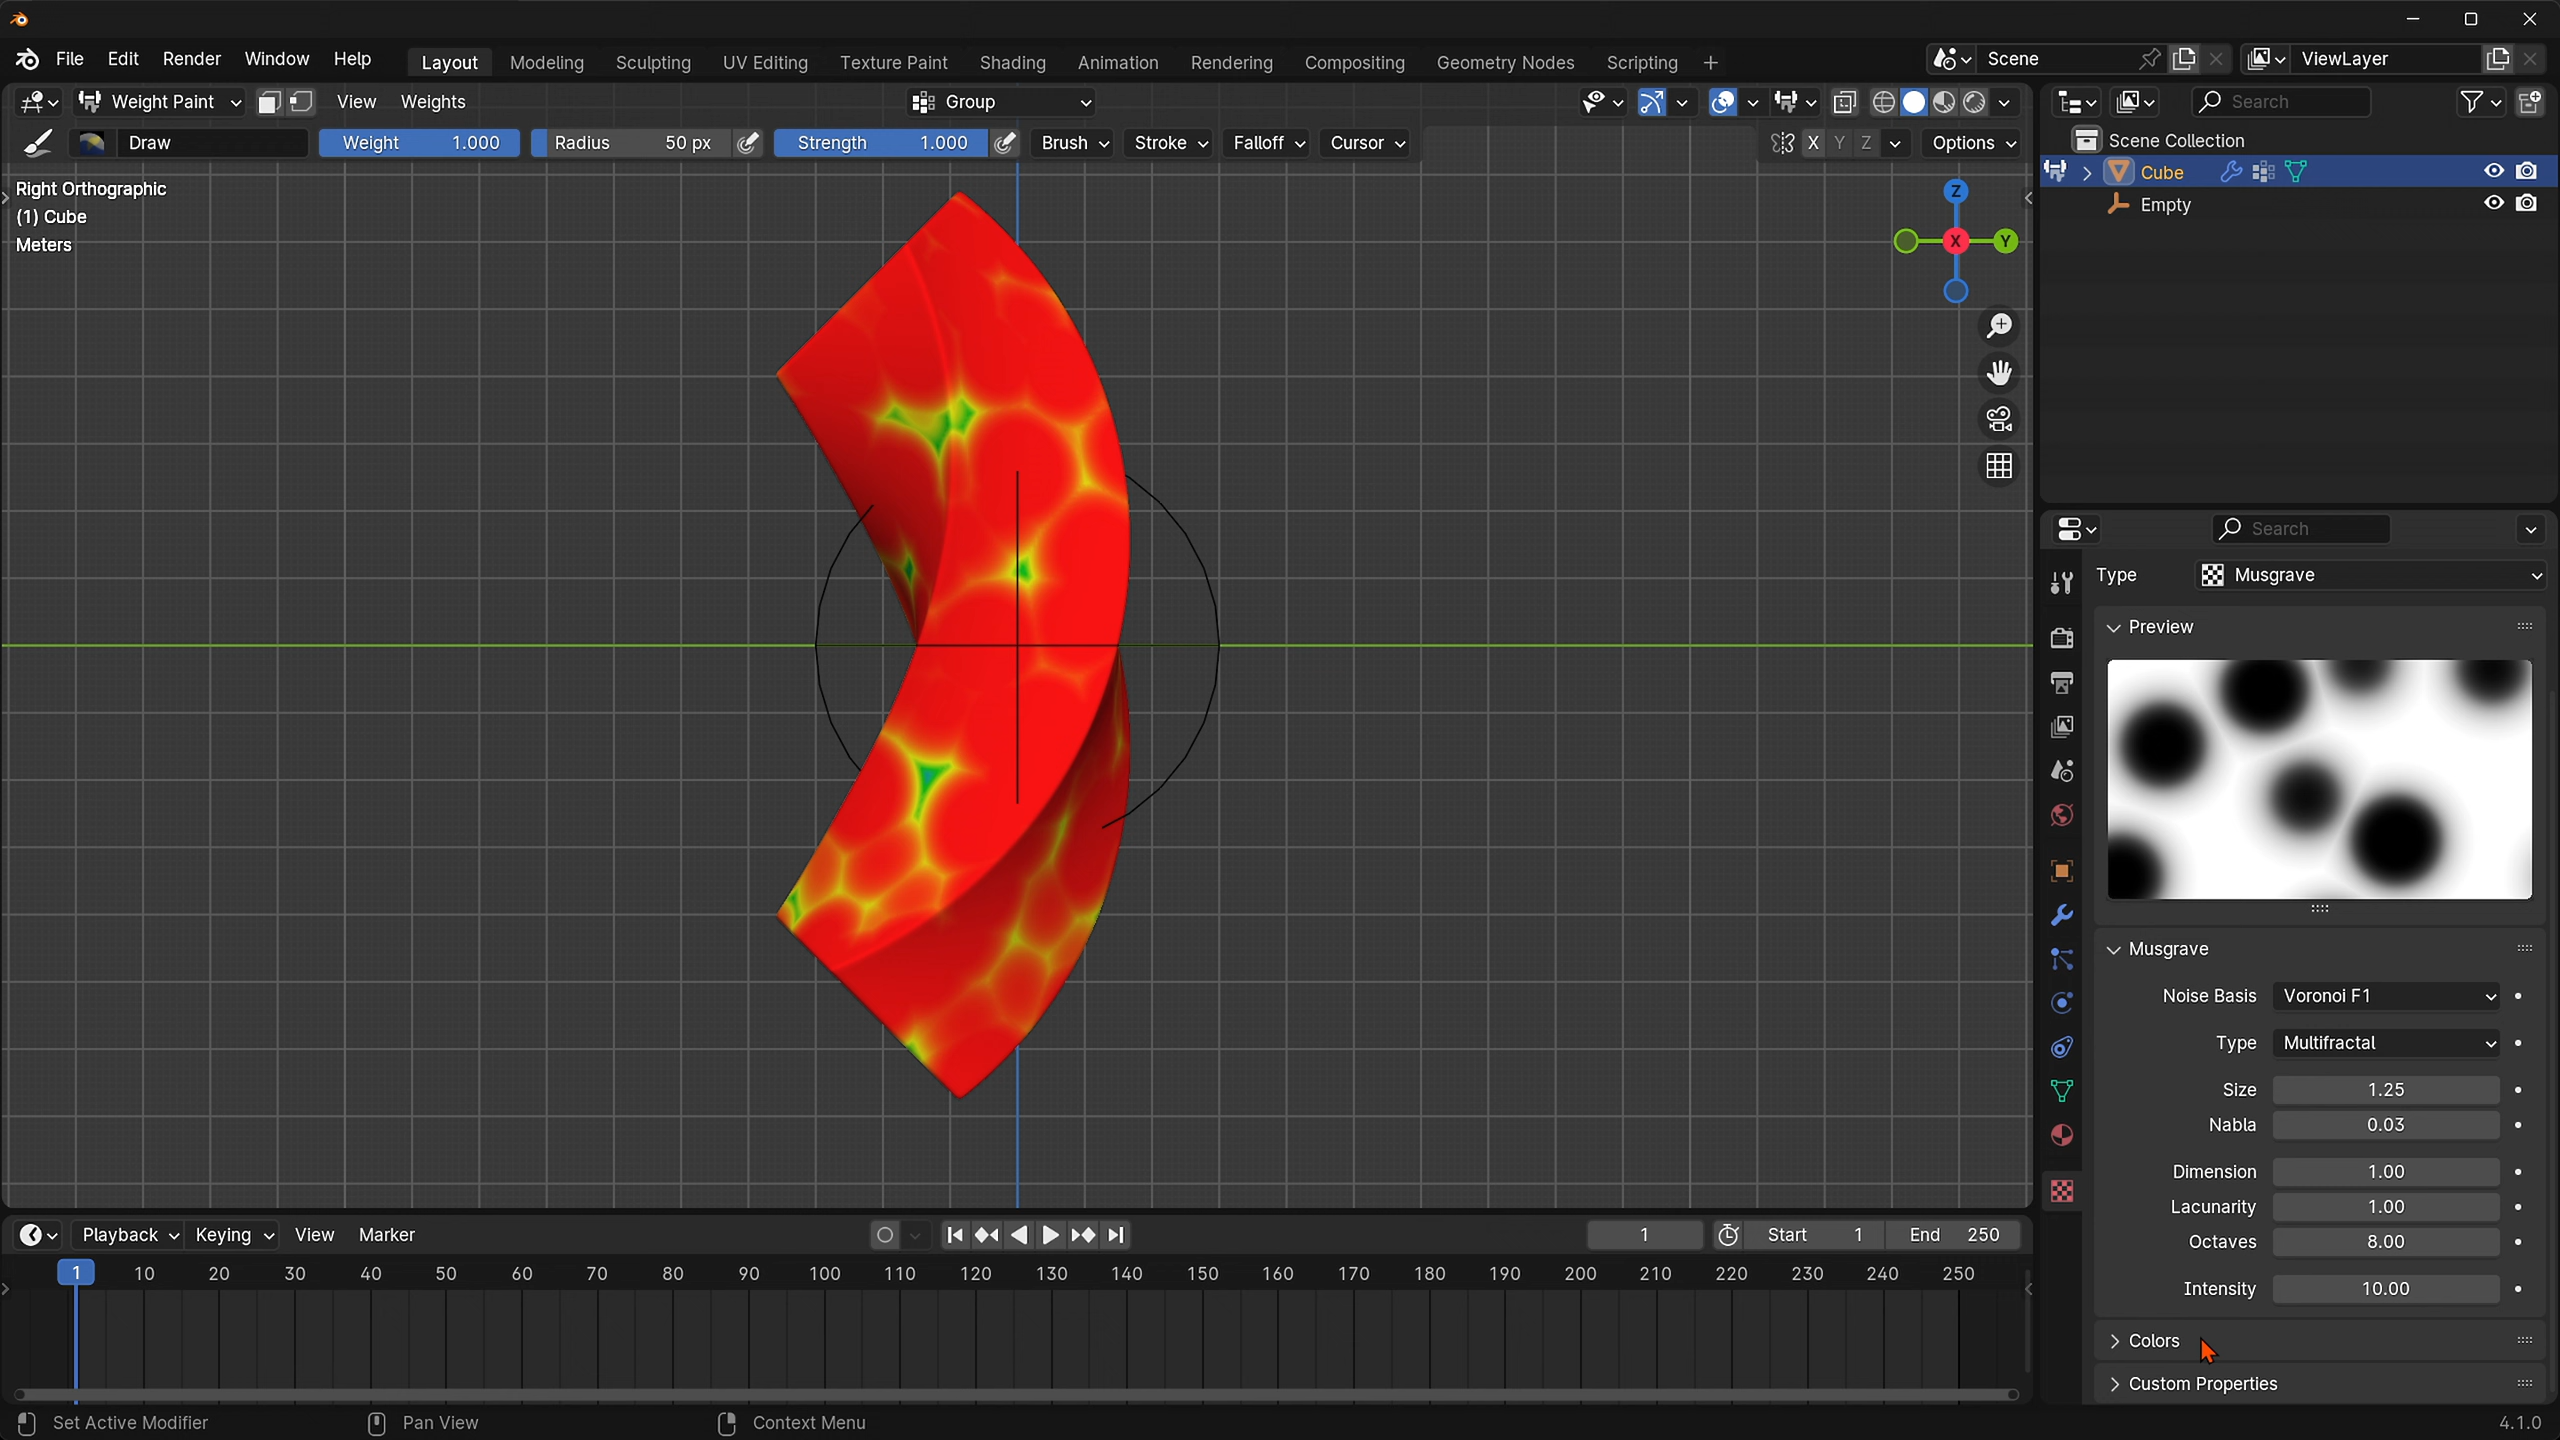 File Edit Render Window Help Layout Modeling Sculpting UV Editing Texture Paint Shading Animation Rendering Compositing Geometry Nodes Scripting + Scene ViewLayer
Weight Paint View Weights Group Search
Draw Weight 1.000 Radius 50 px Strength 1.000 Brush Stroke Falloff Cursor X Y Z Options
Scene Collection
Cube
Empty
Right Orthographic
(1) Cube
Meters
Z
X
Y
Search
Type Musgrave
Preview
Musgrave
Noise Basis Voronoi F1
Type Multifractal
Size 1.25
Nabla 0.03
Dimension 1.00
Lacunarity 1.00
Octaves 8.00
Intensity 10.00
Colors
Custom Properties
Playback Keying View Marker 1 Start 1 End 250
1 10 20 30 40 50 60 70 80 90 100 110 120 130 140 150 160 170 180 190 200 210 220 230 240 250
Set Active Modifier Pan View Context Menu 4.1.0